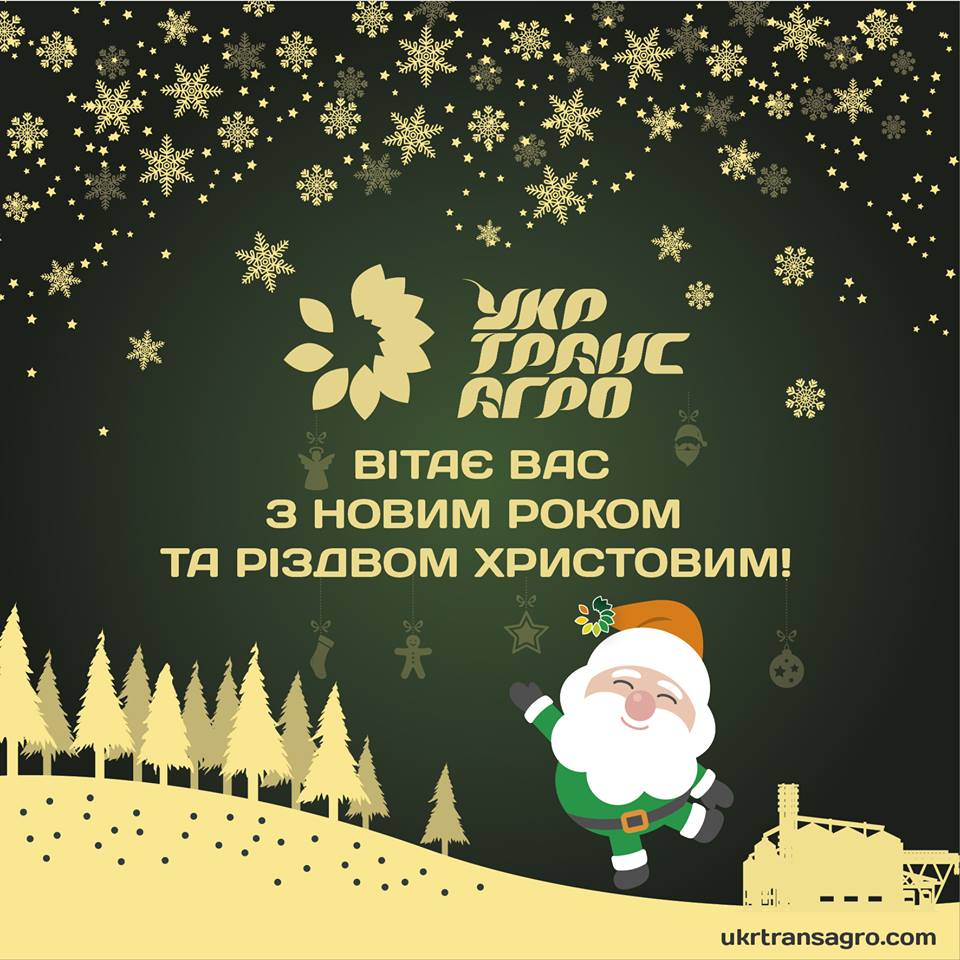 УКР
ТРАНС
АГРО
ВІТАЄ ВАС
З НОВИМ РОКОМ
ТА РІЗДВОМ ХРИСТОВИМ!
ukrtransagro.com